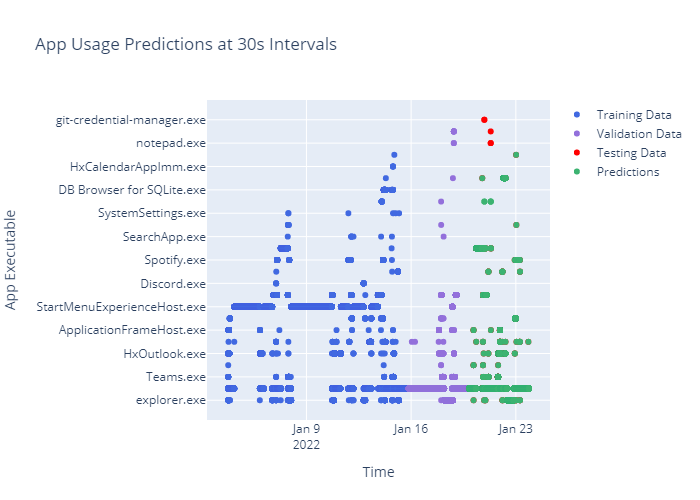 App Usage Predictions at 30s Intervals
git-credential-manager.exe
notepad.exe
HxCalendarAppImm.exe
DB Browser for SQLite.exe
SystemSettings.exe
SearchApp.exe
Spotify.exe
Discord.exe
StartMenuExperienceHost.exe
ApplicationFrameHost.exe
HxOutlook.exe
Teams.exe
explorer.exe
App Executable
Jan 9
2022
Jan 16
Jan 23
Time
Training Data
Validation Data
Testing Data
Predictions